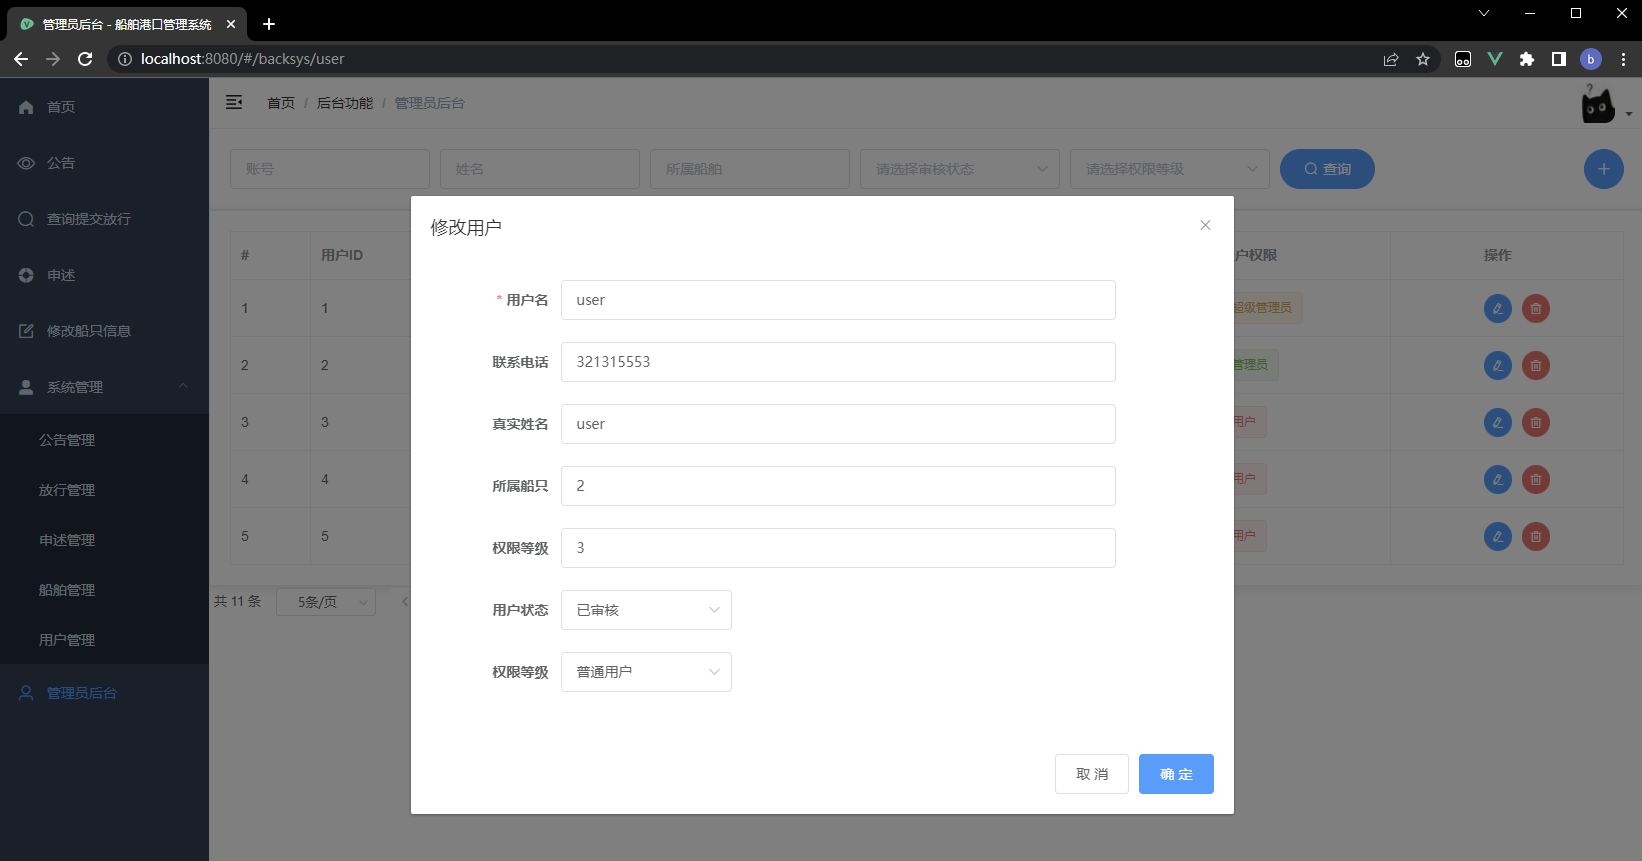 管理员后台 - 船舶港口管理系统
localhost:8080/#/backsys/user
b
首页
公告
查询提交放行
申述
修改船只信息
系统管理
公告管理
放行管理
申述管理
船舶管理
用户管理
管理员后台
首页 / 后台功能 / 管理员后台
账号
姓名
所属船舶
请选择审核状态
请选择权限等级
查询
# 用户ID 户权限 操作
1 1 超级管理员
2 2 管理员
3 3 用户
4 4 用户
5 5 用户
共 11 条 5条/页
修改用户
* 用户名 user
联系电话 321315553
真实姓名 user
所属船只 2
权限等级 3
用户状态 已审核
权限等级 普通用户
取 消
确 定